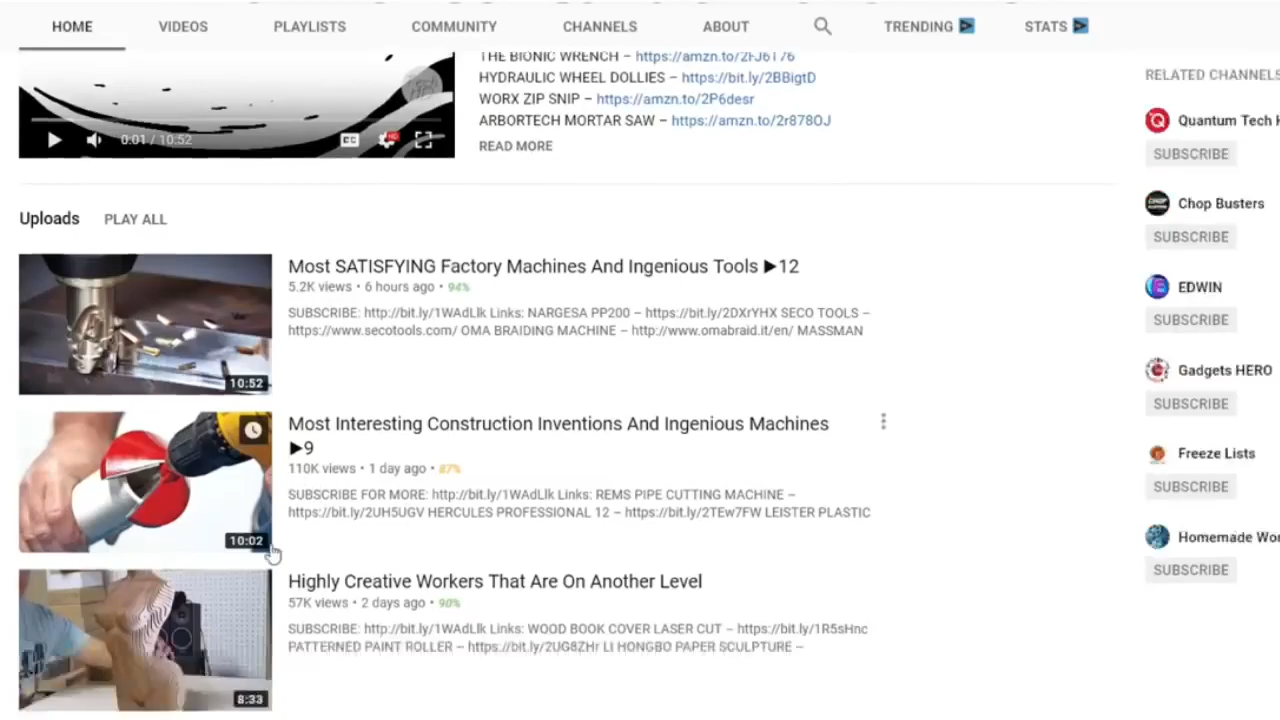 HOME VIDEOS PLAYLISTS COMMUNITY CHANNELS ABOUT TRENDING STATS
THE BIONIC WRENCH – https://amzn.to/2FJ6176
HYDRAULIC WHEEL DOLLIES – https://bit.ly/2BBigtD
WORX ZIP SNIP – https://amzn.to/2P6desr
ARBORTECH MORTAR SAW – https://amzn.to/2r878OJ
READ MORE
0:01 / 10:52 CC HD
RELATED CHANNELS
Quantum Tech
SUBSCRIBE
Chop Busters
SUBSCRIBE
EDWIN
SUBSCRIBE
Gadgets HERO
SUBSCRIBE
Freeze Lists
SUBSCRIBE
Homemade
SUBSCRIBE
Uploads PLAY ALL
Most SATISFYING Factory Machines And Ingenious Tools ▶12
5.2K views • 6 hours ago • 94%
SUBSCRIBE: http://bit.ly/1WAdLlk Links: NARGESA PP200 – https://bit.ly/2DXrYHX SECO TOOLS –
https://www.secotools.com/ OMA BRAIDING MACHINE – http://www.omabraid.it/en/ MASSMAN
10:52
Most Interesting Construction Inventions And Ingenious Machines
▶9
110K views • 1 day ago • 87%
SUBSCRIBE FOR MORE: http://bit.ly/1WAdLlk Links: REMS PIPE CUTTING MACHINE –
https://bit.ly/2UH5UGV HERCULES PROFESSIONAL 12 – https://bit.ly/2TEw7FW LEISTER PLASTIC
10:02
Highly Creative Workers That Are On Another Level
57K views • 2 days ago • 90%
SUBSCRIBE: http://bit.ly/1WAdLlk Links: WOOD BOOK COVER LASER CUT – https://bit.ly/1R5sHnc
PATTERNED PAINT ROLLER – https://bit.ly/2UG8ZHr LI HONGBO PAPER SCULPTURE –
8:33